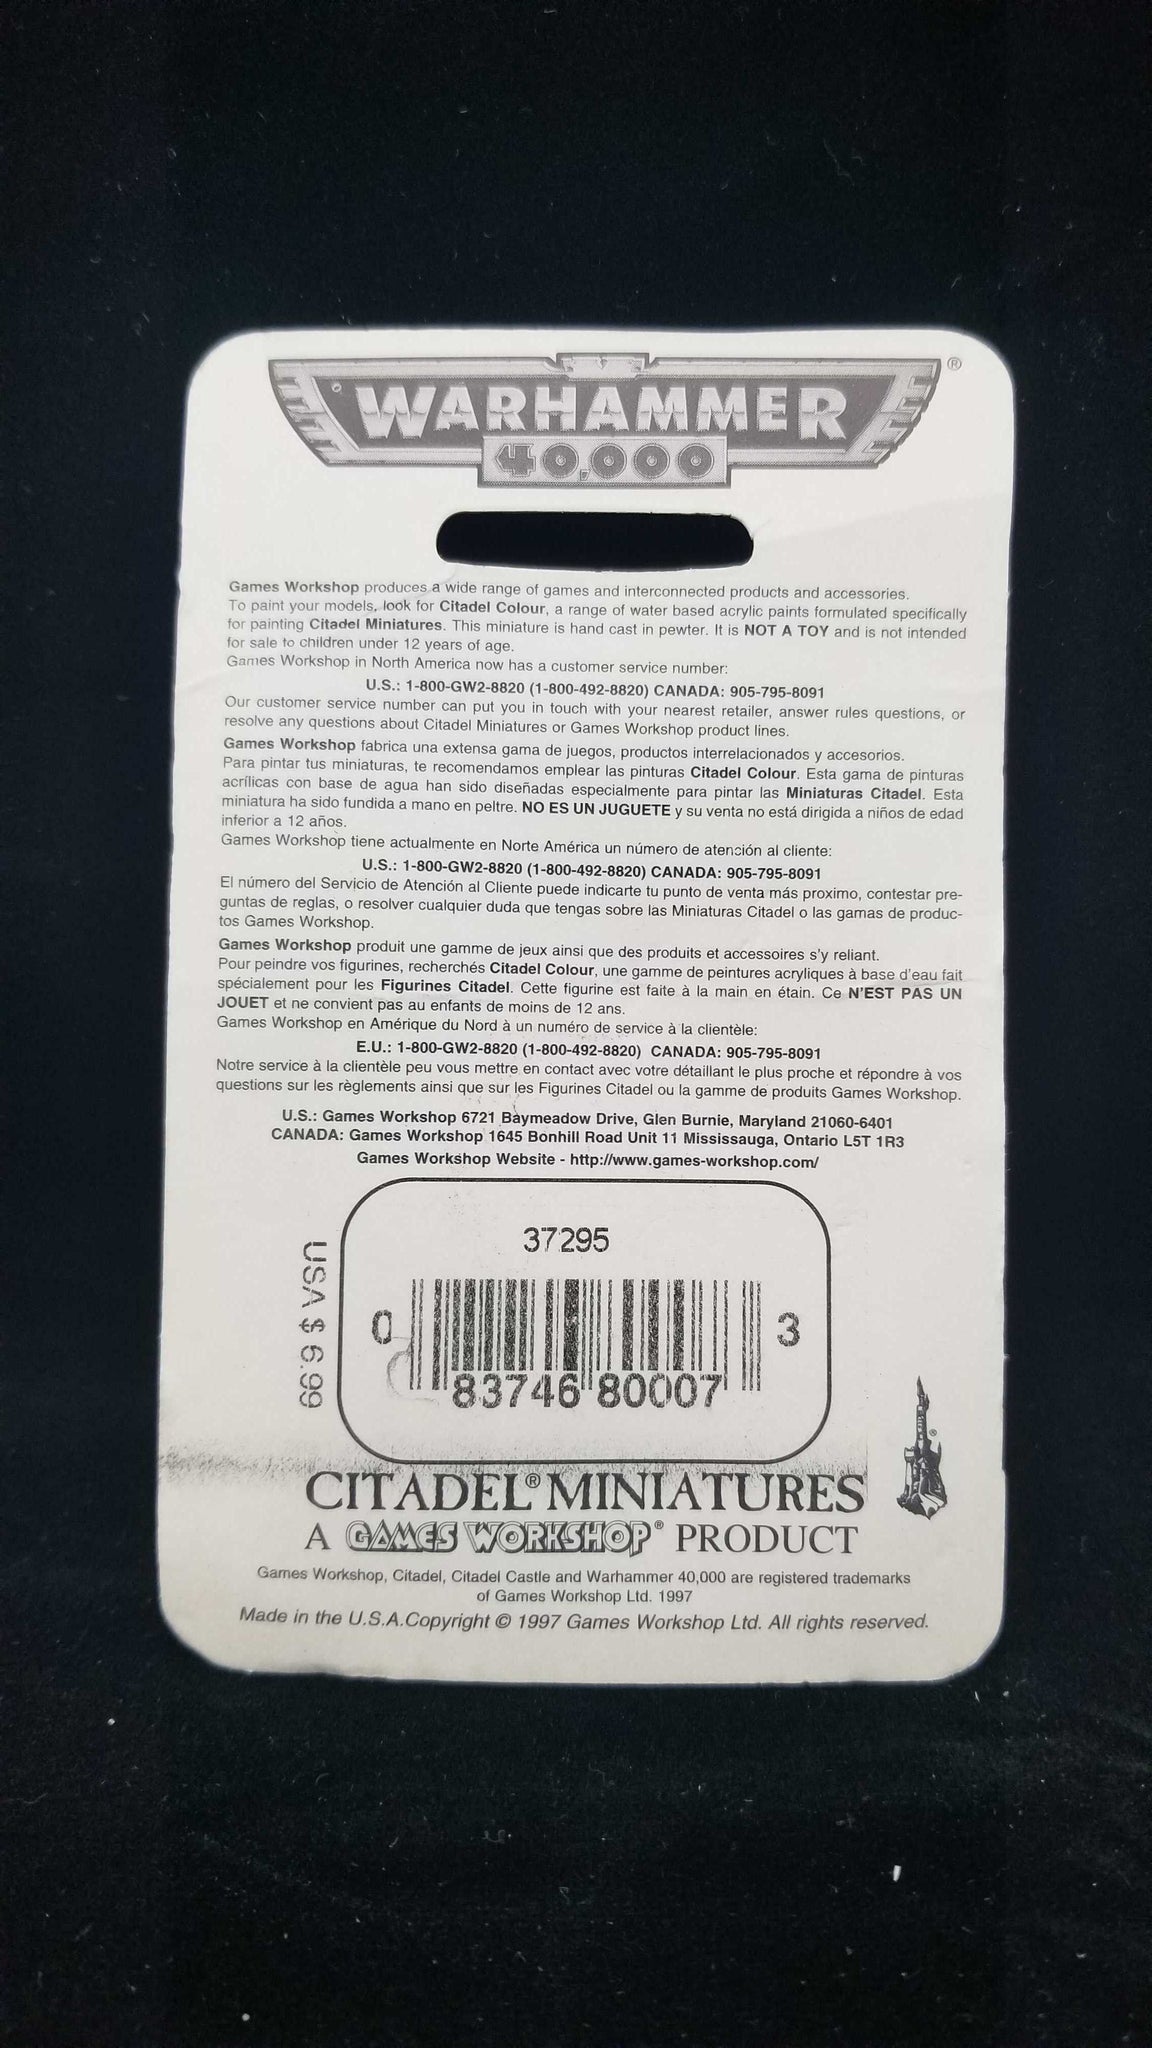 WARHAMMER ®
40,000
Games Workshop produces a wide range of games and interconnected products and accessories.
To paint your models, look for Citadel Colour, a range of water based acrylic paints formulated specifically
for painting Citadel Miniatures. This miniature is hand cast in pewter. It is NOT A TOY and is not intended
for sale to children under 12 years of age.
Games Workshop in North America now has a customer service number:
U.S.: 1-800-GW2-8820 (1-800-492-8820) CANADA: 905-795-8091
Our customer service number can put you in touch with your nearest retailer, answer rules questions, or
resolve any questions about Citadel Miniatures or Games Workshop product lines.
Games Workshop fabrica una extensa gama de juegos, productos interrelacionados y accesorios.
Para pintar tus miniaturas, te recomendamos emplear las pinturas Citadel Colour. Esta gama de pinturas
acrílicas con base de agua han sido diseñadas especialmente para pintar las Miniaturas Citadel. Esta
miniatura ha sido fundida a mano en peltre. NO ES UN JUGUETE y su venta no está dirigida a niños de edad
inferior a 12 años.
Games Workshop tiene actualmente en Norte América un número de atención al cliente:
U.S.: 1-800-GW2-8820 (1-800-492-8820) CANADA: 905-795-8091
El número del Servicio de Atención al Cliente puede indicarte tu punto de venta más proximo, contestar pre-
guntas de reglas, o resolver cualquier duda que tengas sobre las Miniaturas Citadel o las gamas de produc-
tos Games Workshop.
Games Workshop produit une gamme de jeux ainsi que des produits et accessoires s'y reliant.
Pour peindre vos figurines, recherchés Citadel Colour, une gamme de peintures acryliques à base d'eau fait
spécialement pour les Figurines Citadel. Cette figurine est faite à la main en étain. Ce N'EST PAS UN
JOUET et ne convient pas au enfants de moins de 12 ans.
Games Workshop en Amérique du Nord à un numéro de service à la clientèle:
E.U.: 1-800-GW2-8820 (1-800-492-8820) CANADA: 905-795-8091
Notre service à la clientèle peu vous mettre en contact avec votre détaillant le plus proche et répondre à vos
questions sur les règlements ainsi que sur les Figurines Citadel ou la gamme de produits Games Workshop.
U.S.: Games Workshop 6721 Baymeadow Drive, Glen Burnie, Maryland 21060-6401
CANADA: Games Workshop 1645 Bonhill Road Unit 11 Mississauga, Ontario L5T 1R3
Games Workshop Website - http://www.games-workshop.com/
37295
USA $ 6.99
0 83746 80007 3
CITADEL® MINIATURES
A GAMES WORKSHOP® PRODUCT
Games Workshop, Citadel, Citadel Castle and Warhammer 40,000 are registered trademarks
of Games Workshop Ltd. 1997
Made in the U.S.A.Copyright © 1997 Games Workshop Ltd. All rights reserved.